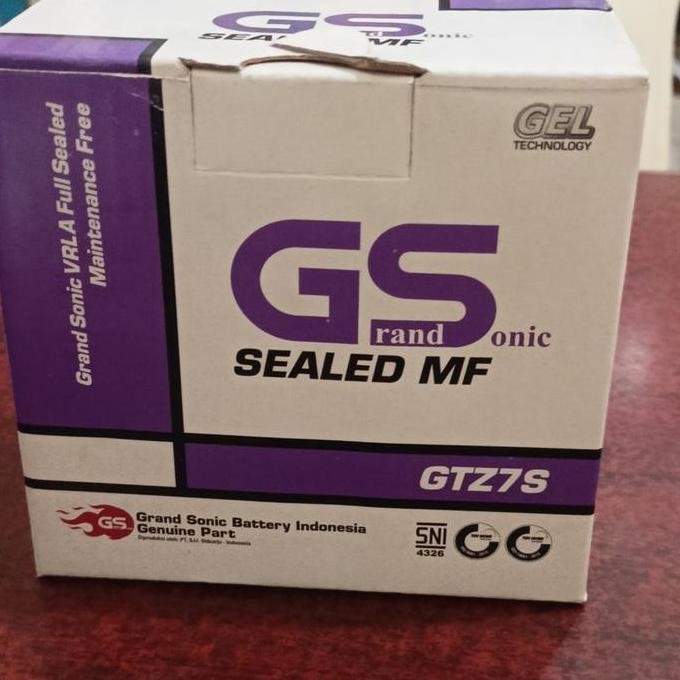 GS
SEALED MF
onic
GEL
TECHNOLOGY
Grand Sonic VRLA Full Sealed
Maintenance Free
GS
rand onic
SEALED MF
GTZ7S
GS
Grand Sonic Battery Indonesia
Genuine Part
SNI
4326